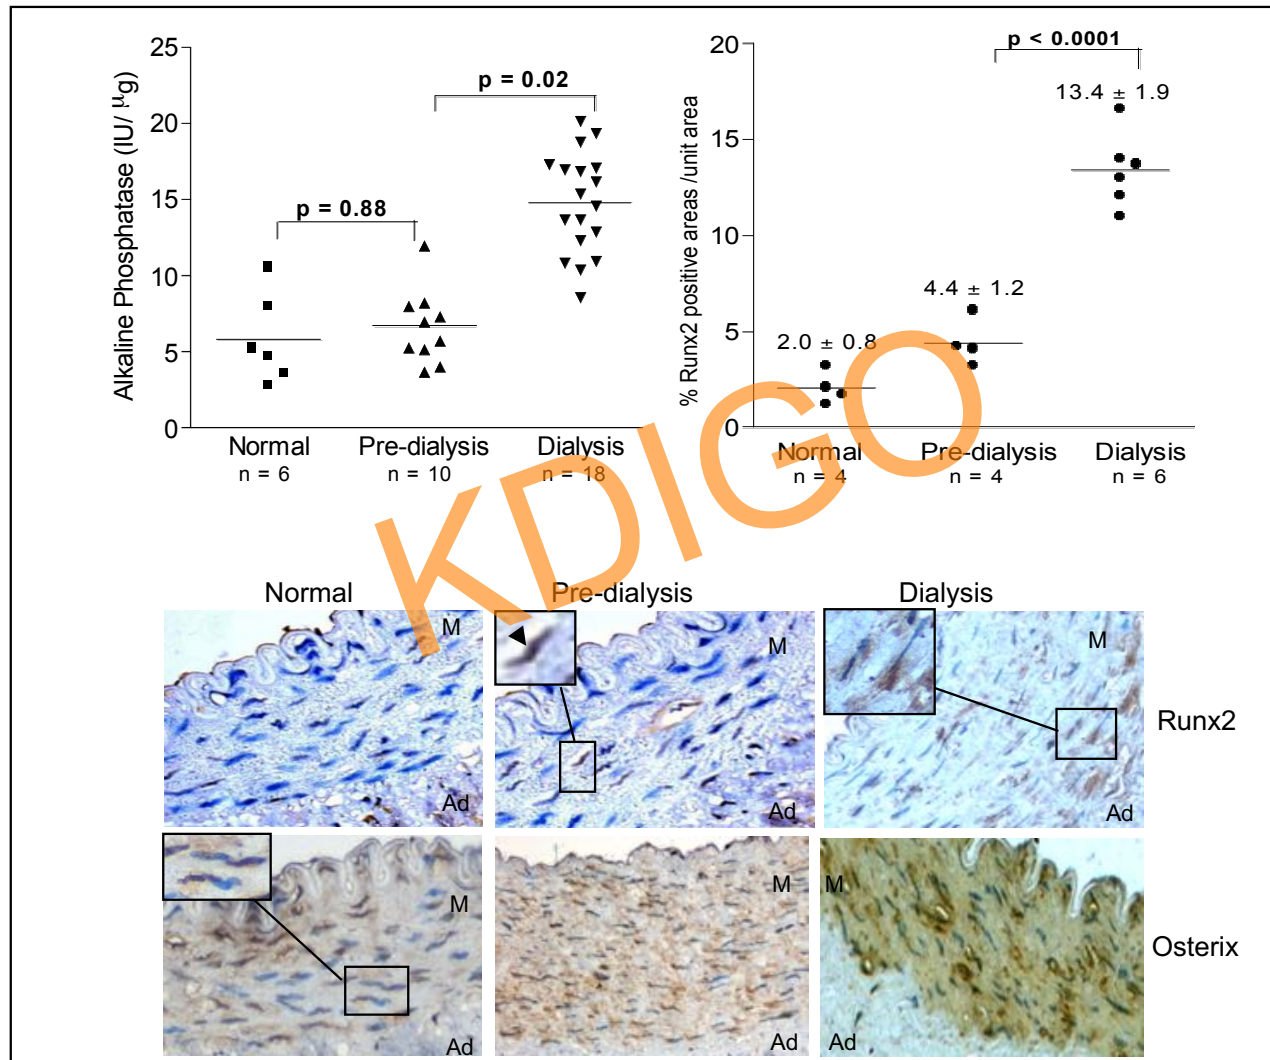 Alkaline Phosphatase (IU/ µg)
25
20
15
10
5
0
p = 0.88
p = 0.02
Normal
n = 6
Pre-dialysis
n = 10
Dialysis
n = 18
% Runx2 positive areas /unit area
20
15
10
5
0
p < 0.0001
2.0 ± 0.8
4.4 ± 1.2
13.4 ± 1.9
Normal
n = 4
Pre-dialysis
n = 4
Dialysis
n = 6
KDIGO
Normal
Pre-dialysis
Dialysis
M
Ad
M
M
Ad
Runx2
M
Ad
M
Ad
M
Ad
Osterix